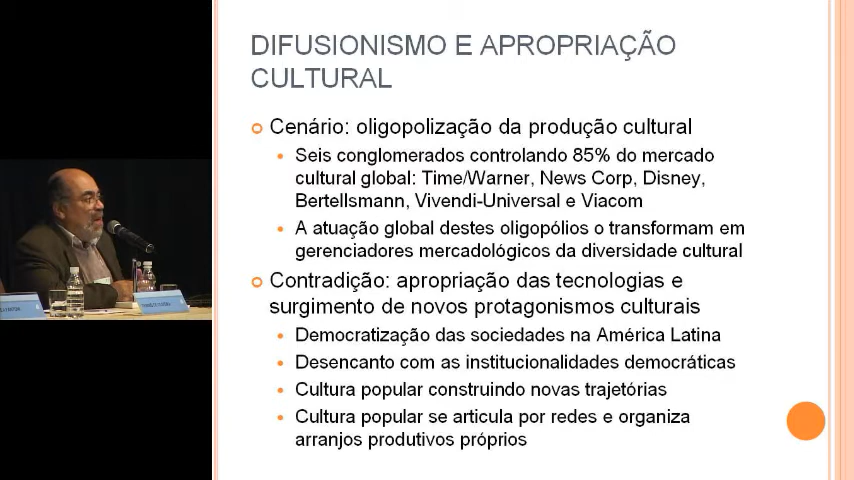 DIFUSIONISMO E APROPRIAÇÃO
CULTURAL
Cenário: oligopolização da produção cultural
Seis conglomerados controlando 85% do mercado
cultural global: Time/Warner, News Corp, Disney,
Bertellsmann, Vivendi-Universal e Viacom
A atuação global destes oligopólios o transformam em
gerenciadores mercadológicos da diversidade cultural
Contradição: apropriação das tecnologias e
surgimento de novos protagonismos culturais
Democratização das sociedades na América Latina
Desencanto com as institucionalidades democráticas
Cultura popular construindo novas trajetórias
Cultura popular se articula por redes e organiza
arranjos produtivos próprios